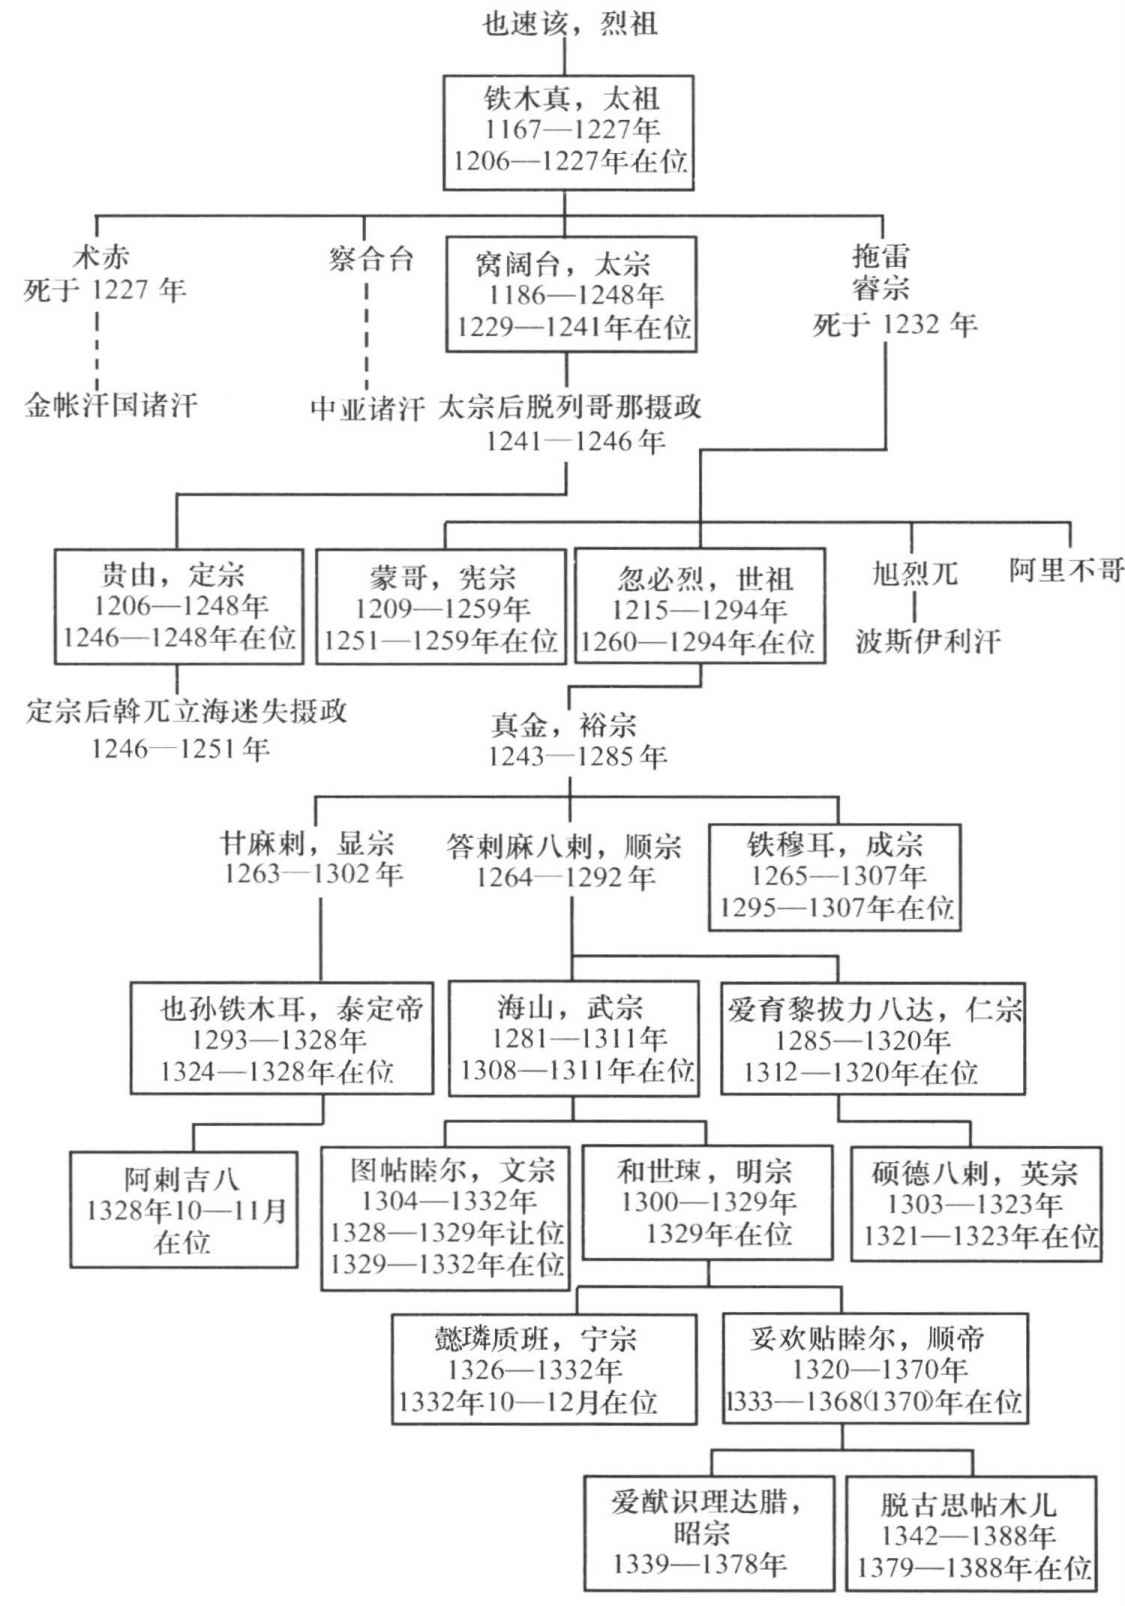 也速该，烈祖
铁木真，太祖
1167—1227年
1206—1227年在位
术赤
死于 1227 年
金帐汗国诸汗
察合台
中亚诸汗
窝阔台，太宗
1186—1248年
1229—1241年在位
太宗后脱列哥那摄政
1241—1246年
拖雷
睿宗
死于 1232 年
贵由，定宗
1206—1248年
1246—1248年在位
定宗后斡兀立海迷失摄政
1246—1251年
蒙哥，宪宗
1209—1259年
1251—1259年在位
忽必烈，世祖
1215—1294年
1260—1294年在位
旭烈兀
波斯伊利汗
阿里不哥
真金，裕宗
1243—1285年
甘麻剌，显宗
1263—1302年
答剌麻八剌，顺宗
1264—1292年
铁穆耳，成宗
1265—1307年
1295—1307年在位
也孙铁木耳，泰定帝
1293—1328年
1324—1328年在位
海山，武宗
1281—1311年
1308—1311年在位
爱育黎拔力八达，仁宗
1285—1320年
1312—1320年在位
阿剌吉八
1328年10—11月
在位
图帖睦尔，文宗
1304—1332年
1328—1329年让位
1329—1332年在位
和世㻋，明宗
1300—1329年
1329年在位
硕德八剌，英宗
1303—1323年
1321—1323年在位
懿璘质班，宁宗
1326—1332年
1332年10—12月在位
妥欢贴睦尔，顺帝
1320—1370年
1333—1368(1370)年在位
爱猷识理达腊，
昭宗
1339—1378年
脱古思帖木儿
1342—1388年
1379—1388年在位